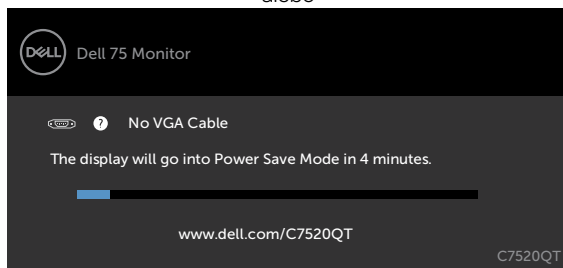 DELL
Dell 75 Monitor
? No VGA Cable
The display will go into Power Save Mode in 4 minutes.
www.dell.com/C7520QT
C7520QT